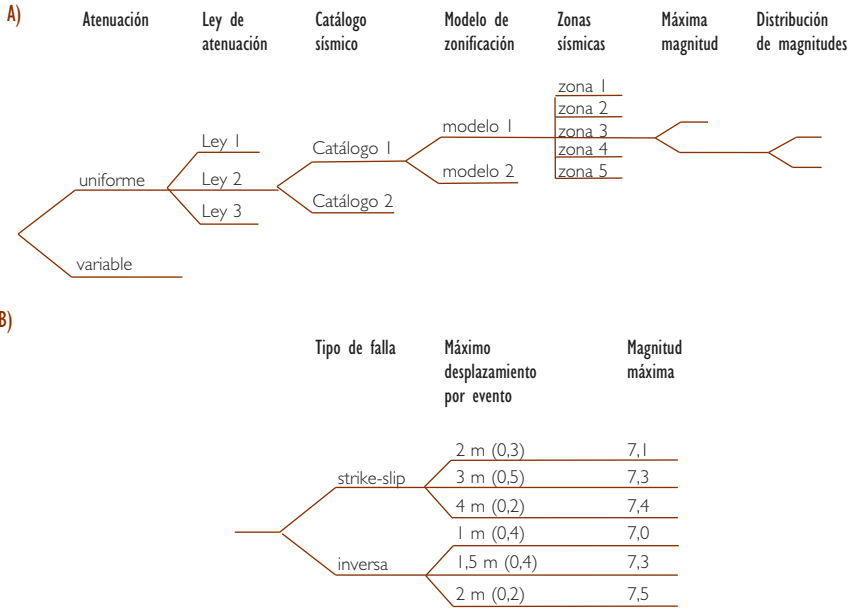 A)
Atenuación
Ley de
atenuación
Catálogo
sísmico
Modelo de
zonificación
Zonas
sísmicas
Máxima
magnitud
Distribución
de magnitudes
uniforme
variable
Ley 1
Ley 2
Ley 3
Catálogo 1
Catálogo 2
modelo 1
modelo 2
zona 1
zona 2
zona 3
zona 4
zona 5
B)
Tipo de falla
Máximo
desplazamiento
por evento
Magnitud
máxima
strike-slip
2 m (0,3) 7,1
3 m (0,5) 7,3
4 m (0,2) 7,4
inversa
1 m (0,4) 7,0
1,5 m (0,4) 7,3
2 m (0,2) 7,5